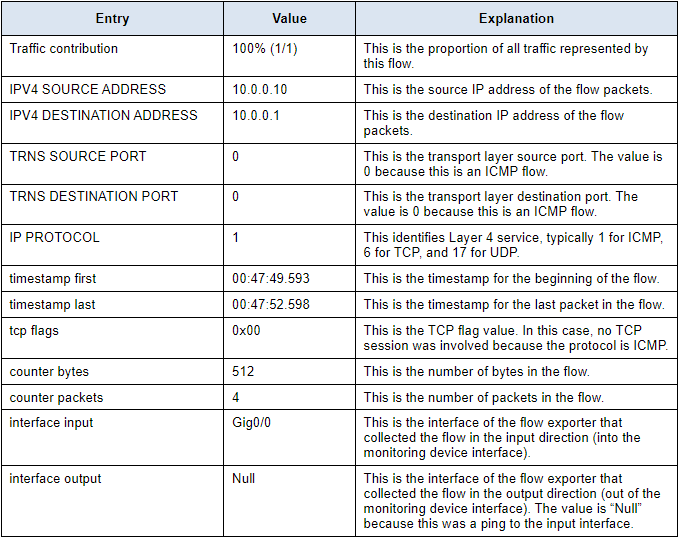 Entry Value Explanation
Traffic contribution 100% (1/1) This is the proportion of all traffic represented by
this flow.
IPV4 SOURCE ADDRESS 10.0.0.10 This is the source IP address of the flow packets.
IPV4 DESTINATION ADDRESS 10.0.0.1 This is the destination IP address of the flow
packets.
TRNS SOURCE PORT 0 This is the transport layer source port. The value is
0 because this is an ICMP flow.
TRNS DESTINATION PORT 0 This is the transport layer destination port. The
value is 0 because this is an ICMP flow.
IP PROTOCOL 1 This identifies Layer 4 service, typically 1 for ICMP,
6 for TCP, and 17 for UDP.
timestamp first 00:47:49.593 This is the timestamp for the beginning of the flow.
timestamp last 00:47:52.598 This is the timestamp for the last packet in the flow.
tcp flags 0x00 This is the TCP flag value. In this case, no TCP
session was involved because the protocol is ICMP.
counter bytes 512 This is the number of bytes in the flow.
counter packets 4 This is the number of packets in the flow.
interface input Gig0/0 This is the interface of the flow exporter that
collected the flow in the input direction (into the
monitoring device interface).
interface output Null This is the interface of the flow exporter that
collected the flow in the output direction (out of the
monitoring device interface). The value is “Null”
because this was a ping to the input interface.